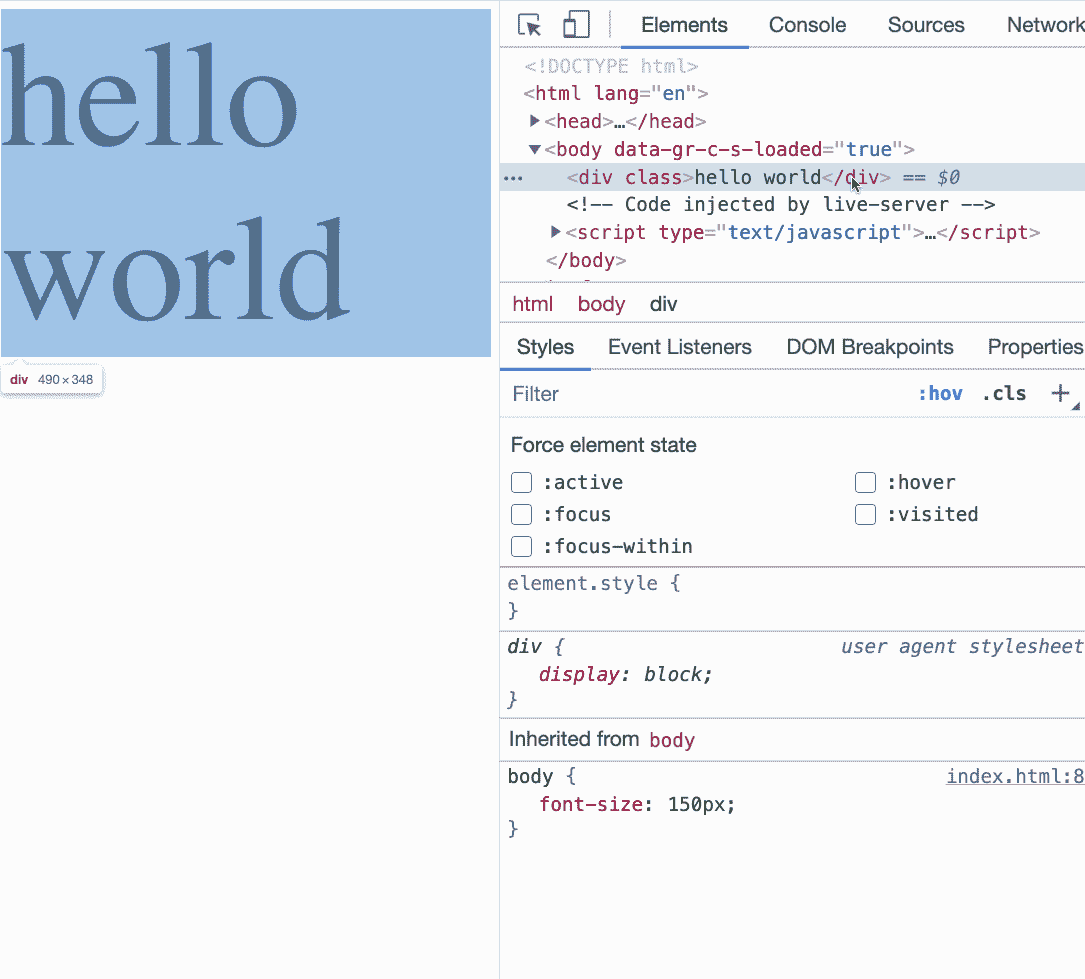 hello
world
div 490 × 348
Elements Console Sources Network
<!DOCTYPE html>
<html lang="en">
<head>…</head>
<body data-gr-c-s-loaded="true">
… <div class>hello world</div> == $0
<!-- Code injected by live-server -->
<script type="text/javascript">…</script>
</body>
html body div
Styles Event Listeners DOM Breakpoints Properties
Filter :hov .cls +
Force element state
:active :hover
:focus :visited
:focus-within
element.style {
}
div { user agent stylesheet
display: block;
}
Inherited from body
body { index.html:8
font-size: 150px;
}